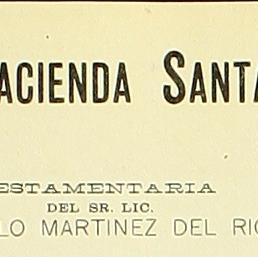 ACIENDA SANTA
ESTAMENTARIA
DEL SR. LIC.
LO MARTINEZ DEL RIO